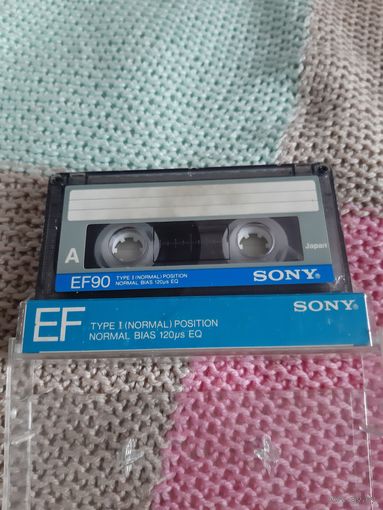 A
Japan
EF90
TYPE I (NORMAL) POSITION
NORMAL BIAS 120μs EQ
SONY®
EF
TYPE I (NORMAL) POSITION
NORMAL BIAS 120μs EQ
SONY®